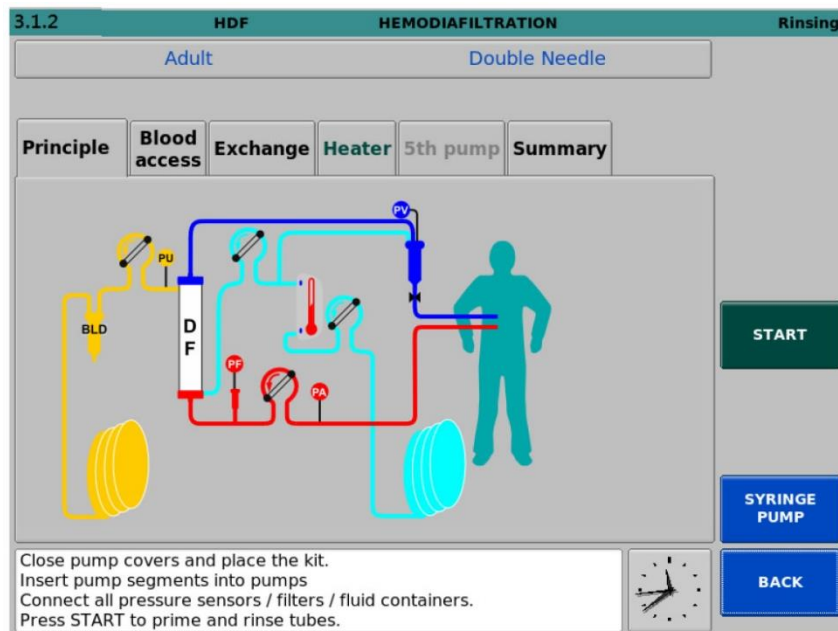 3.1.2 HDF HEMODIAFILTRATION Rinsing
Adult Double Needle
Principle
Blood
access
Exchange
Heater
5th pump
Summary
PV
PU
BLD
D
F
PF
PA
START
SYRINGE
PUMP
BACK
Close pump covers and place the kit.
Insert pump segments into pumps
Connect all pressure sensors / filters / fluid containers.
Press START to prime and rinse tubes.